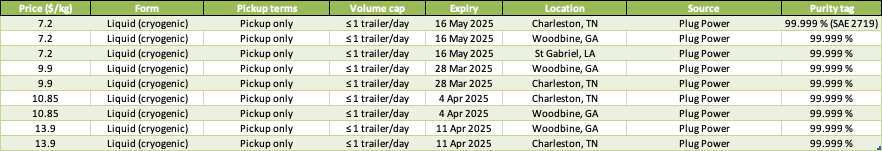 Price ($/kg) Form Pickup terms Volume cap Expiry Location Source Purity tag
7.2 Liquid (cryogenic) Pickup only ≤ 1 trailer/day 16 May 2025 Charleston, TN Plug Power 99.999 % (SAE 2719)
7.2 Liquid (cryogenic) Pickup only ≤ 1 trailer/day 16 May 2025 Woodbine, GA Plug Power 99.999 %
7.2 Liquid (cryogenic) Pickup only ≤ 1 trailer/day 16 May 2025 St Gabriel, LA Plug Power 99.999 %
9.9 Liquid (cryogenic) Pickup only ≤ 1 trailer/day 28 Mar 2025 Woodbine, GA Plug Power 99.999 %
9.9 Liquid (cryogenic) Pickup only ≤ 1 trailer/day 28 Mar 2025 Charleston, TN Plug Power 99.999 %
10.85 Liquid (cryogenic) Pickup only ≤ 1 trailer/day 4 Apr 2025 Charleston, TN Plug Power 99.999 %
10.85 Liquid (cryogenic) Pickup only ≤ 1 trailer/day 4 Apr 2025 Woodbine, GA Plug Power 99.999 %
13.9 Liquid (cryogenic) Pickup only ≤ 1 trailer/day 11 Apr 2025 Woodbine, GA Plug Power 99.999 %
13.9 Liquid (cryogenic) Pickup only ≤ 1 trailer/day 11 Apr 2025 Charleston, TN Plug Power 99.999 %